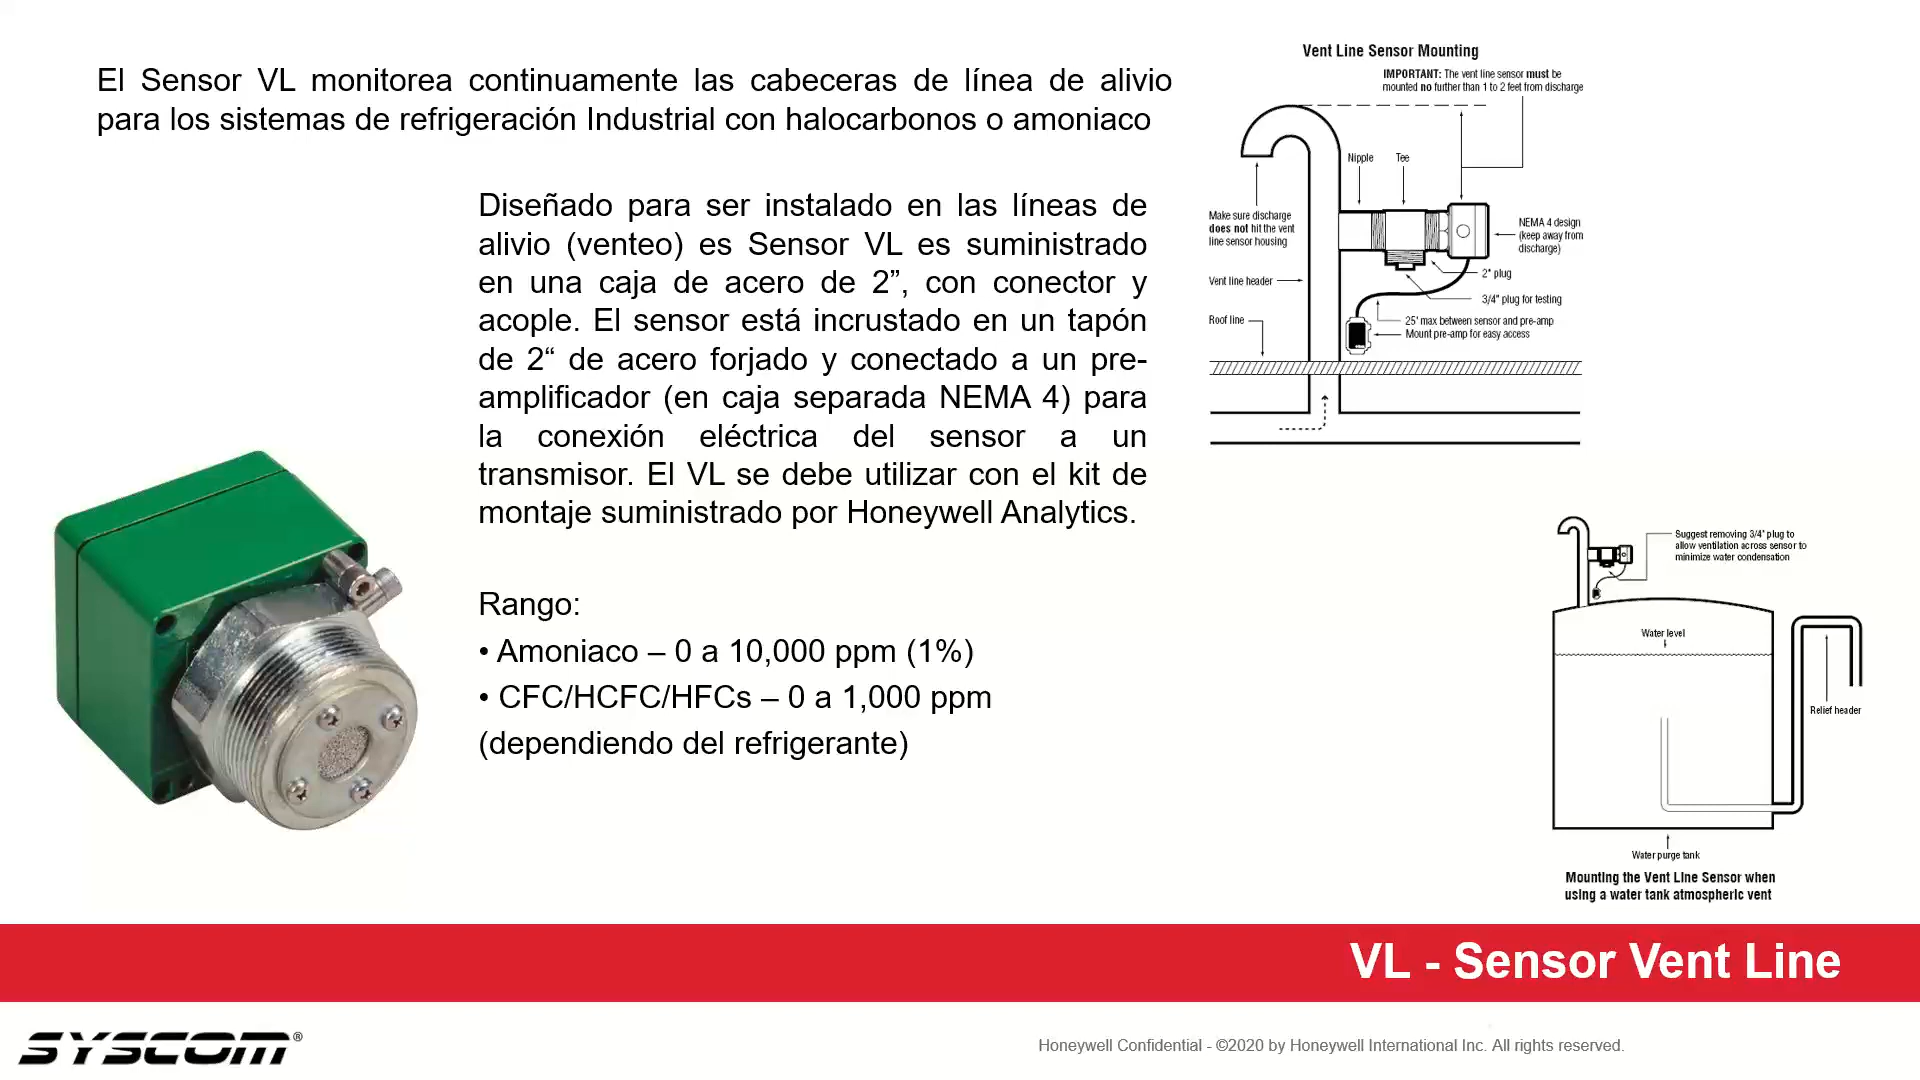 El Sensor VL monitorea continuamente las cabeceras de línea de alivio
para los sistemas de refrigeración Industrial con halocarbonos o amoniaco
Diseñado para ser instalado en las líneas de
alivio (venteo) es Sensor VL es suministrado
en una caja de acero de 2”, con conector y
acople. El sensor está incrustado en un tapón
de 2“ de acero forjado y conectado a un pre-
amplificador (en caja separada NEMA 4) para
la conexión eléctrica del sensor a un
transmisor. El VL se debe utilizar con el kit de
montaje suministrado por Honeywell Analytics.
Rango:
• Amoniaco – 0 a 10,000 ppm (1%)
• CFC/HCFC/HFCs – 0 a 1,000 ppm
(dependiendo del refrigerante)
Vent Line Sensor Mounting
IMPORTANT: The vent line sensor must be
mounted no further than 1 to 2 feet from discharge
Nipple
Tee
Make sure discharge
does not hit the vent
line sensor housing
NEMA 4 design
(keep away from
discharge)
2" plug
Vent line header
3/4" plug for testing
Roof line
25' max between sensor and pre-amp
Mount pre-amp for easy access
Suggest removing 3/4" plug to
allow ventilation across sensor to
minimize water condensation
Water level
Relief header
Water purge tank
Mounting the Vent Line Sensor when
using a water tank atmospheric vent
VL - Sensor Vent Line
SYSCOM®
Honeywell Confidential - ©2020 by Honeywell International Inc. All rights reserved.